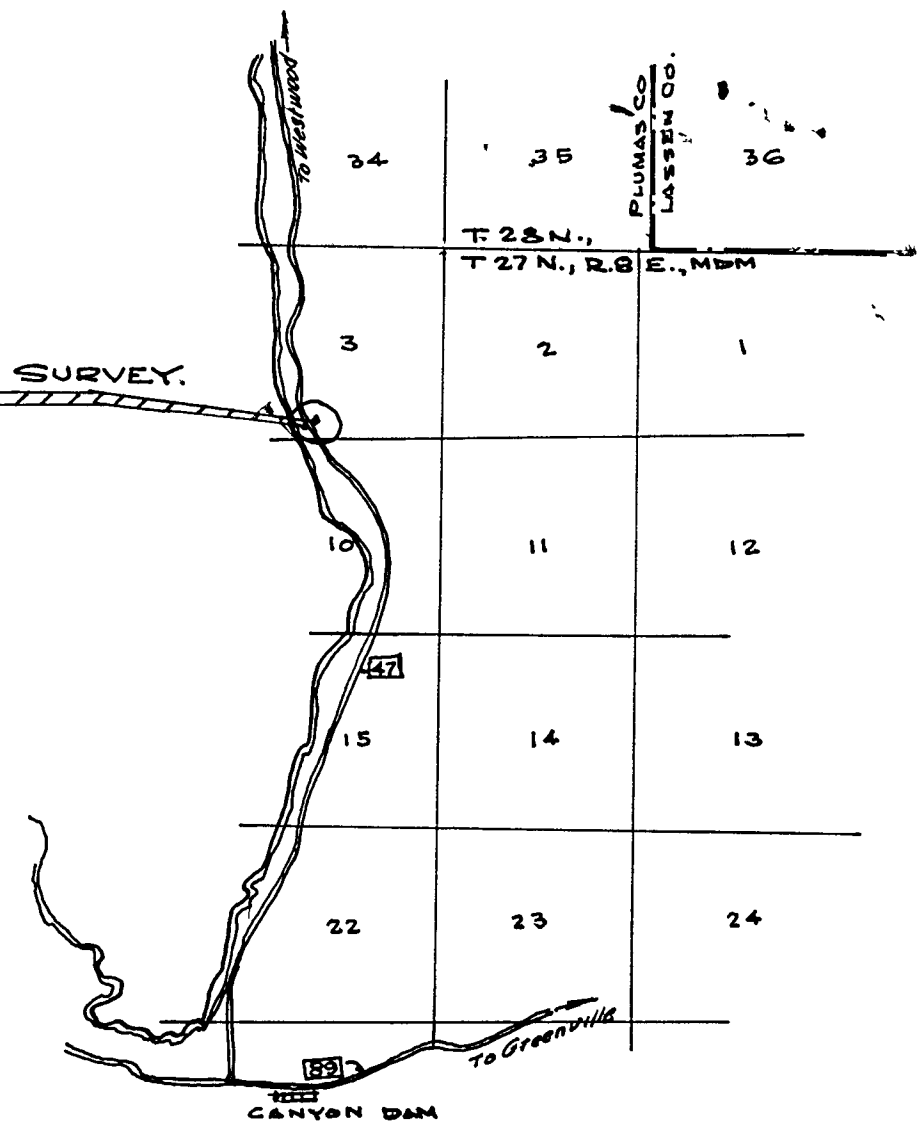 To Westwood
PLUMAS CO
LASSEN CO.
34
35
36
T. 28 N.,
T 27 N., R. 8 E., MDM
3
2
1
SURVEY.
10
11
12
47
15
14
13
22
23
24
To Greenville
89
CANYON DAM